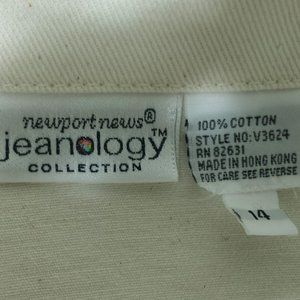 newport news®
jeanology™
COLLECTION
100% COTTON
STYLE NO: V3624
RN 82631
MADE IN HONG KONG
FOR CARE SEE REVERSE
14